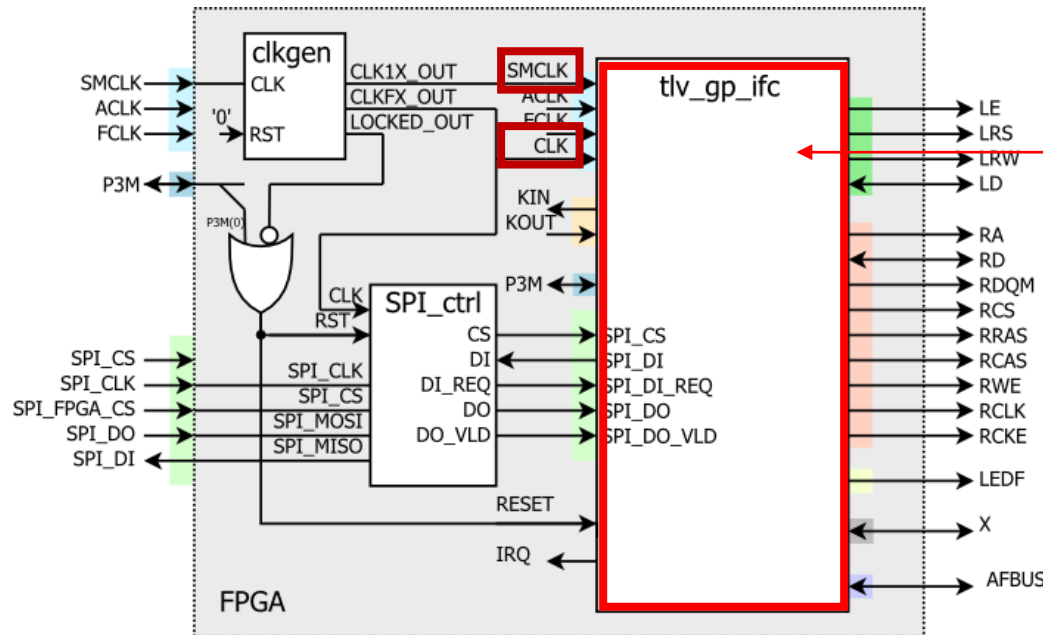 clkgen
SMCLK
ACLK
FCLK
'0'
CLK
RST
CLK1X_OUT
CLKFX_OUT
LOCKED_OUT
P3M
P3M(0)
SMCLK
ACLK
FCLK
CLK
KIN
KOUT
P3M
tlv_gp_ifc
SPI_CS
SPI_DI
SPI_DI_REQ
SPI_DO
SPI_DO_VLD
CLK
RST
SPI_ctrl
CS
DI
DI_REQ
DO
DO_VLD
SPI_CLK
SPI_CS
SPI_MOSI
SPI_MISO
SPI_CS
SPI_CLK
SPI_FPGA_CS
SPI_DO
SPI_DI
RESET
IRQ
FPGA
LE
LRS
LRW
LD
RA
RD
RDQM
RCS
RRAS
RCAS
RWE
RCLK
RCKE
LEDF
X
AFBUS